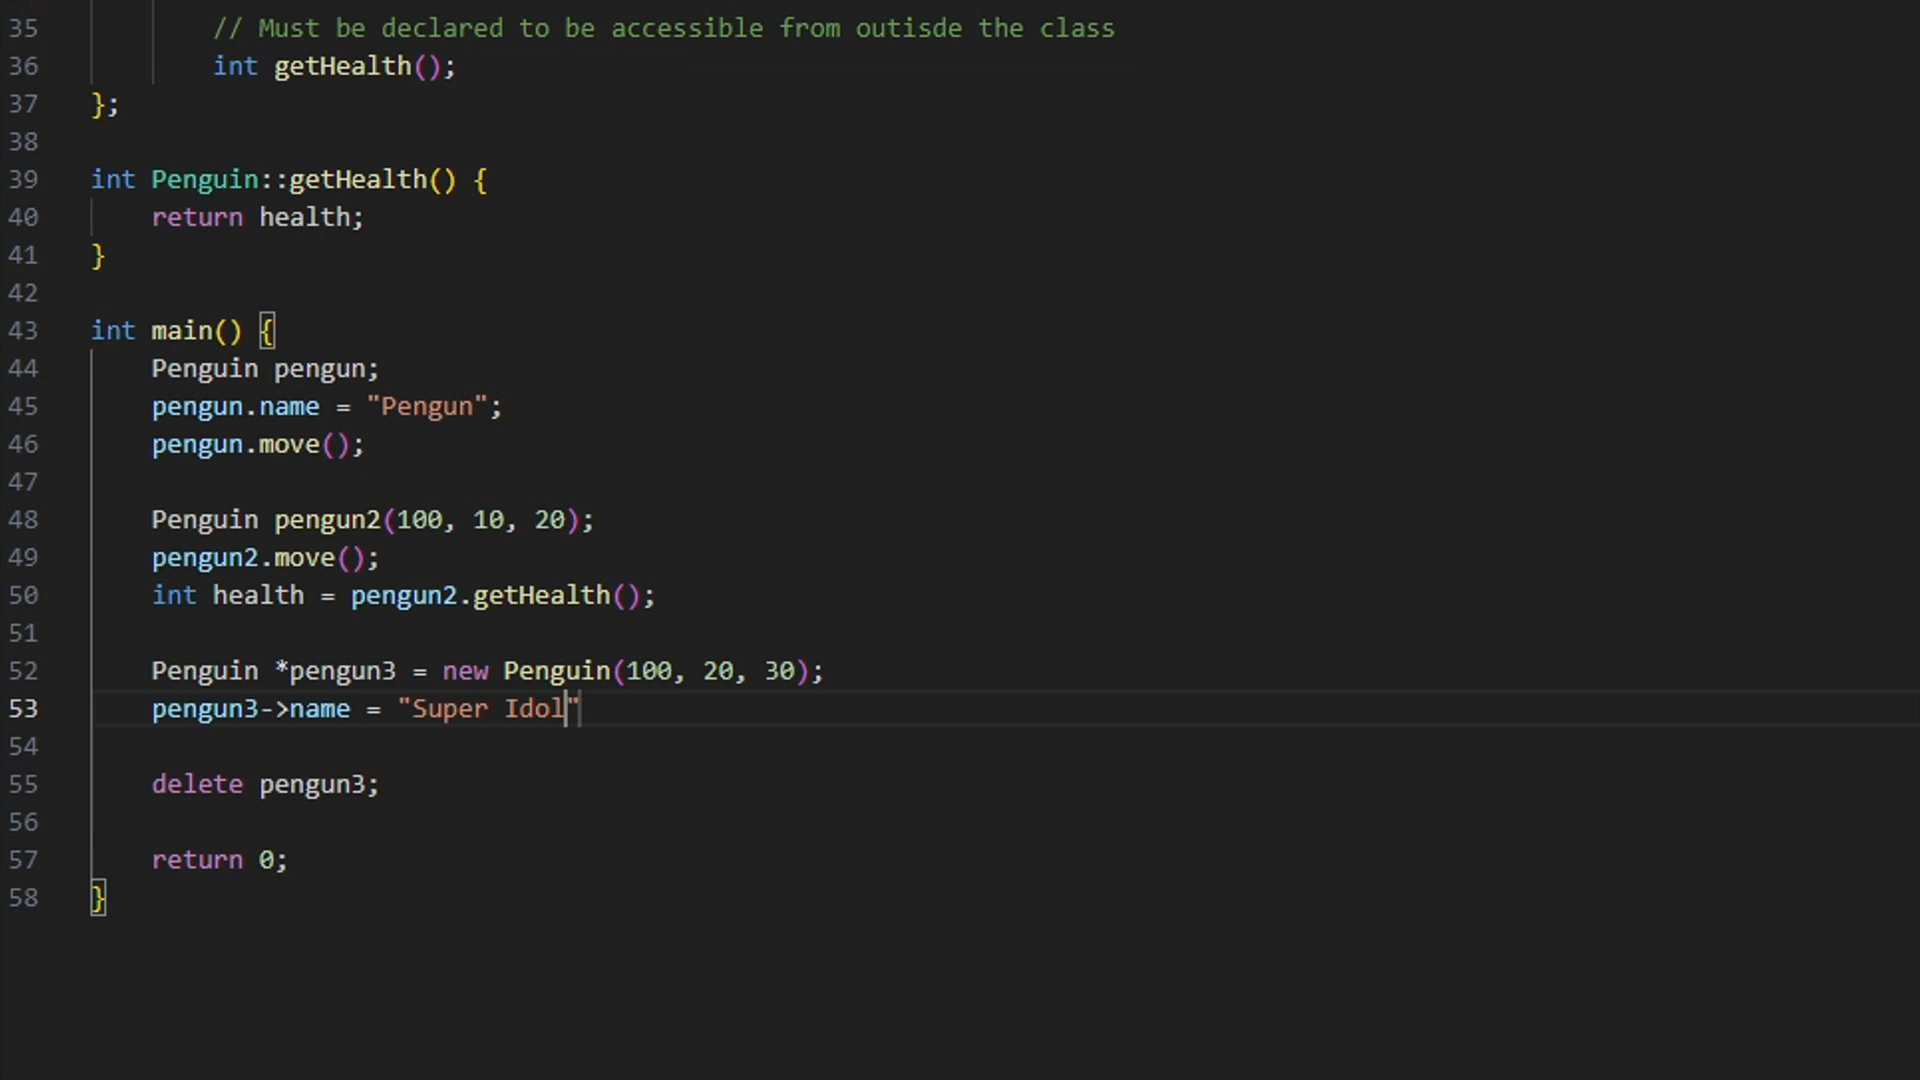 35 // Must be declared to be accessible from outisde the class
36 int getHealth();
37 };
38
39 int Penguin::getHealth() {
40 return health;
41 }
42
43 int main() {
44 Penguin pengun;
45 pengun.name = "Pengun";
46 pengun.move();
47
48 Penguin pengun2(100, 10, 20);
49 pengun2.move();
50 int health = pengun2.getHealth();
51
52 Penguin *pengun3 = new Penguin(100, 20, 30);
53 pengun3->name = "Super Idol"
54
55 delete pengun3;
56
57 return 0;
58 }